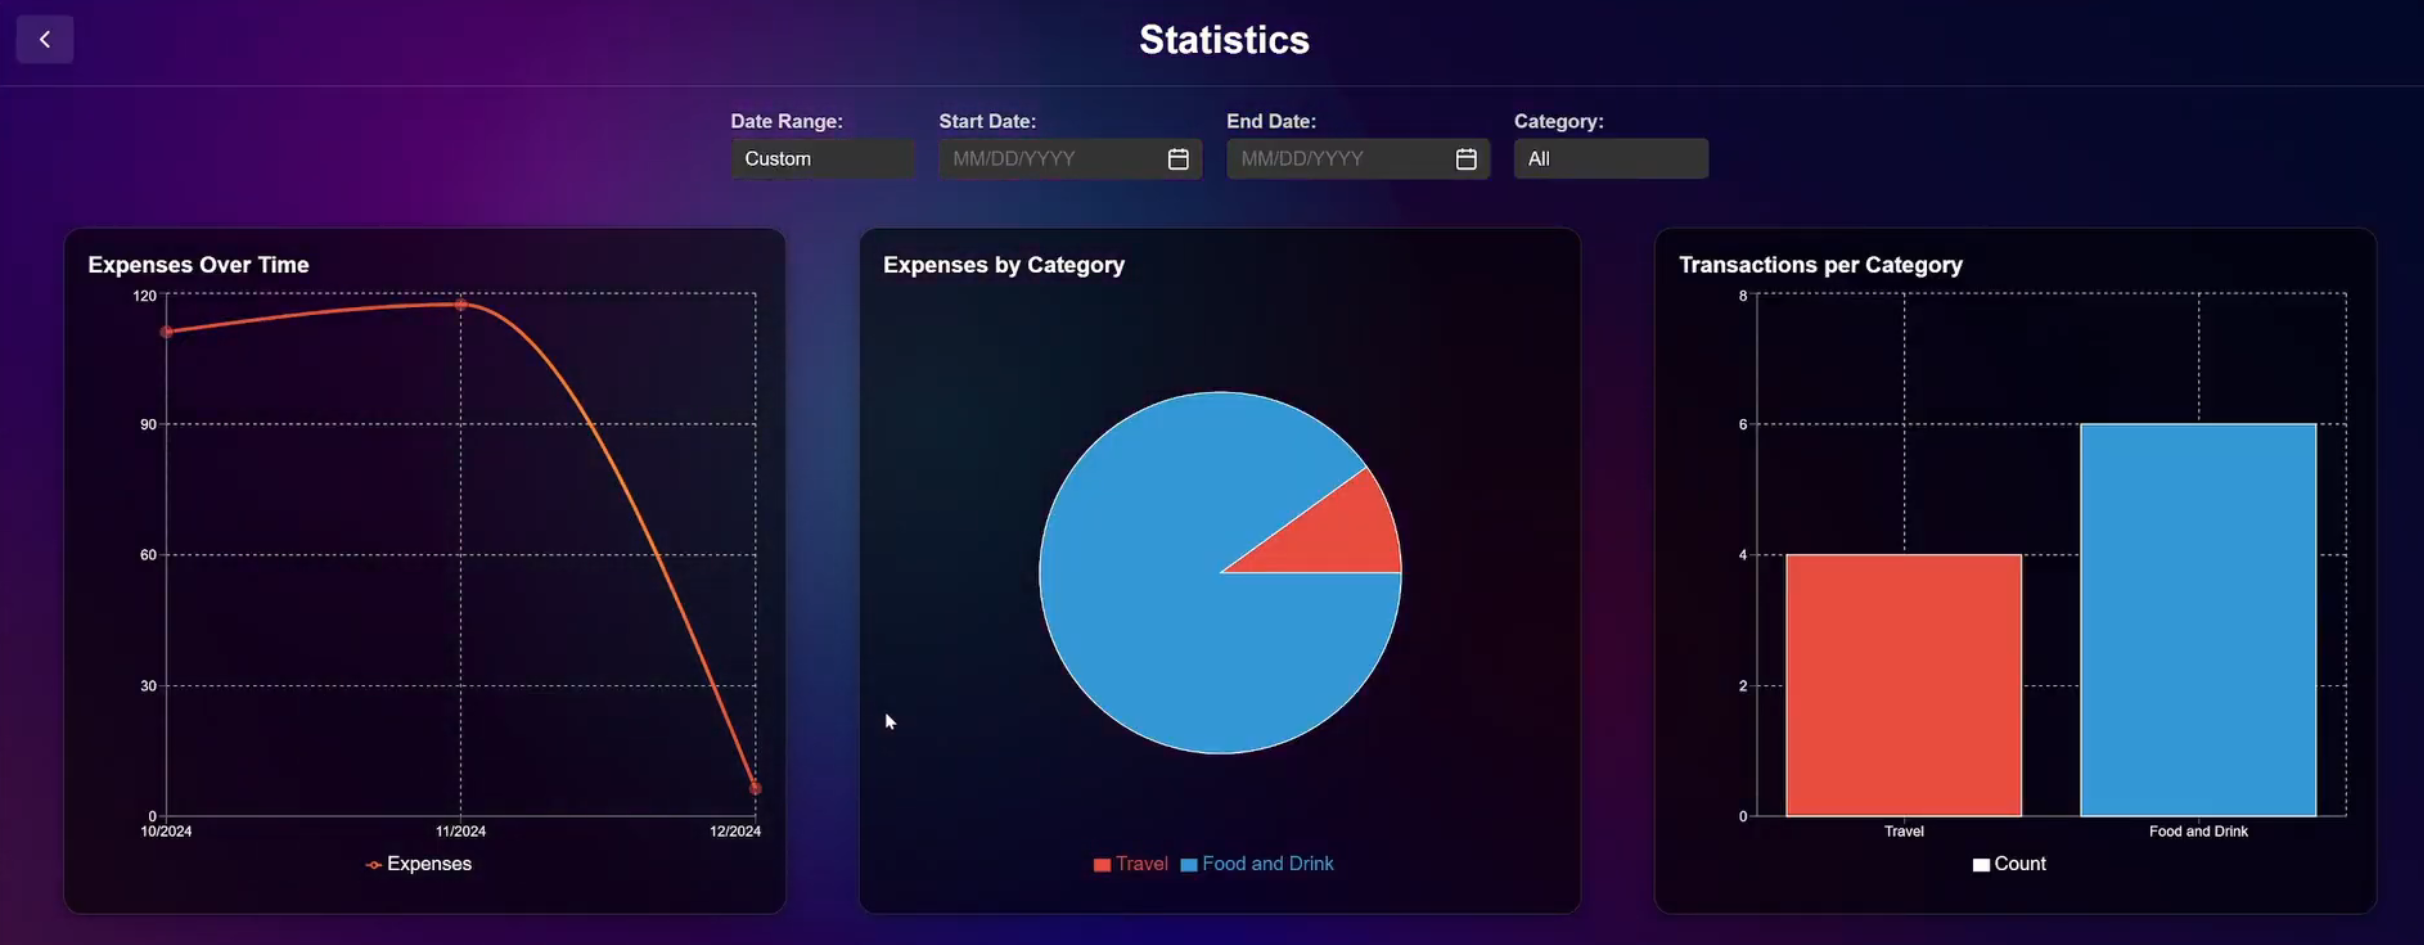 Statistics
Date Range:
Custom
Start Date:
MM/DD/YYYY
End Date:
MM/DD/YYYY
Category:
All
Expenses Over Time
120
90
60
30
0
10/2024 11/2024 12/2024
Expenses
Expenses by Category
Travel Food and Drink
Transactions per Category
8
6
4
2
0
Travel Food and Drink
Count